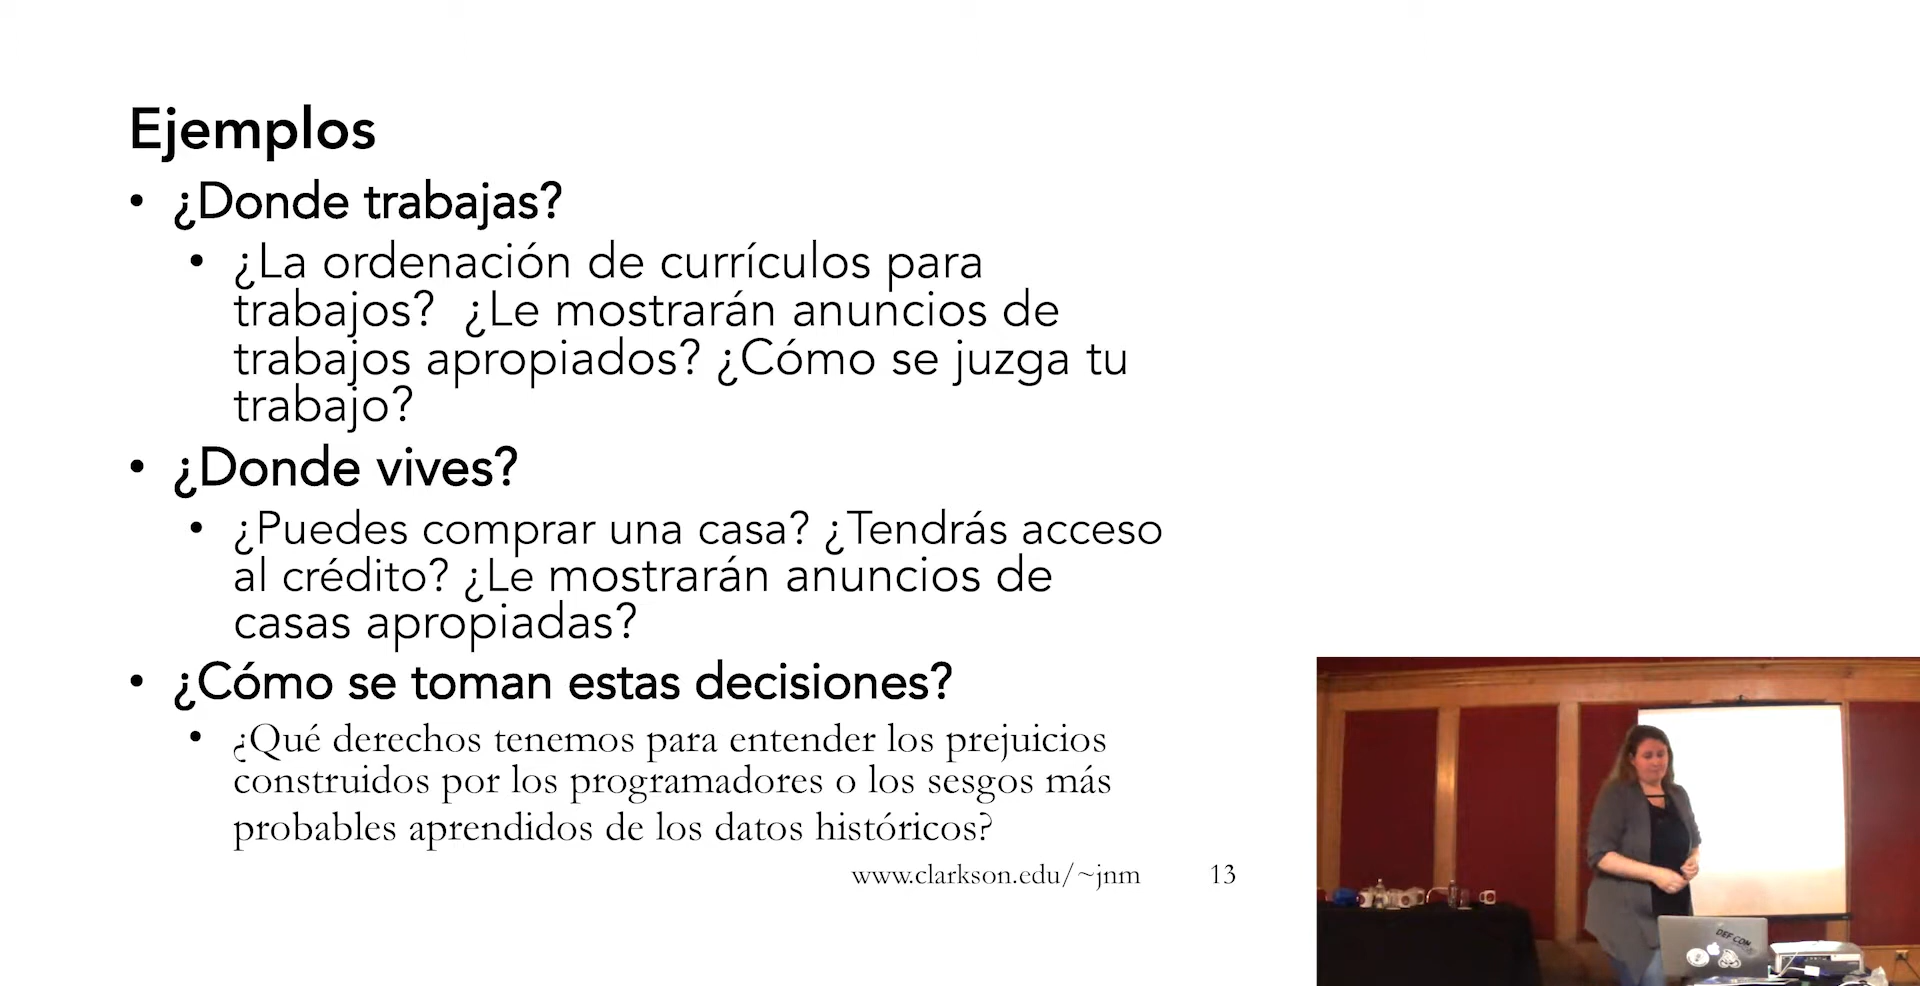 Ejemplos
• ¿Donde trabajas?
• ¿La ordenación de currículos para
trabajos?  ¿Le mostrarán anuncios de
trabajos apropiados? ¿Cómo se juzga tu
trabajo?
• ¿Donde vives?
• ¿Puedes comprar una casa? ¿Tendrás acceso
al crédito? ¿Le mostrarán anuncios de
casas apropiadas?
• ¿Cómo se toman estas decisiones?
• ¿Qué derechos tenemos para entender los prejuicios
construidos por los programadores o los sesgos más
probables aprendidos de los datos históricos?
www.clarkson.edu/~jnm 13
DEF CON